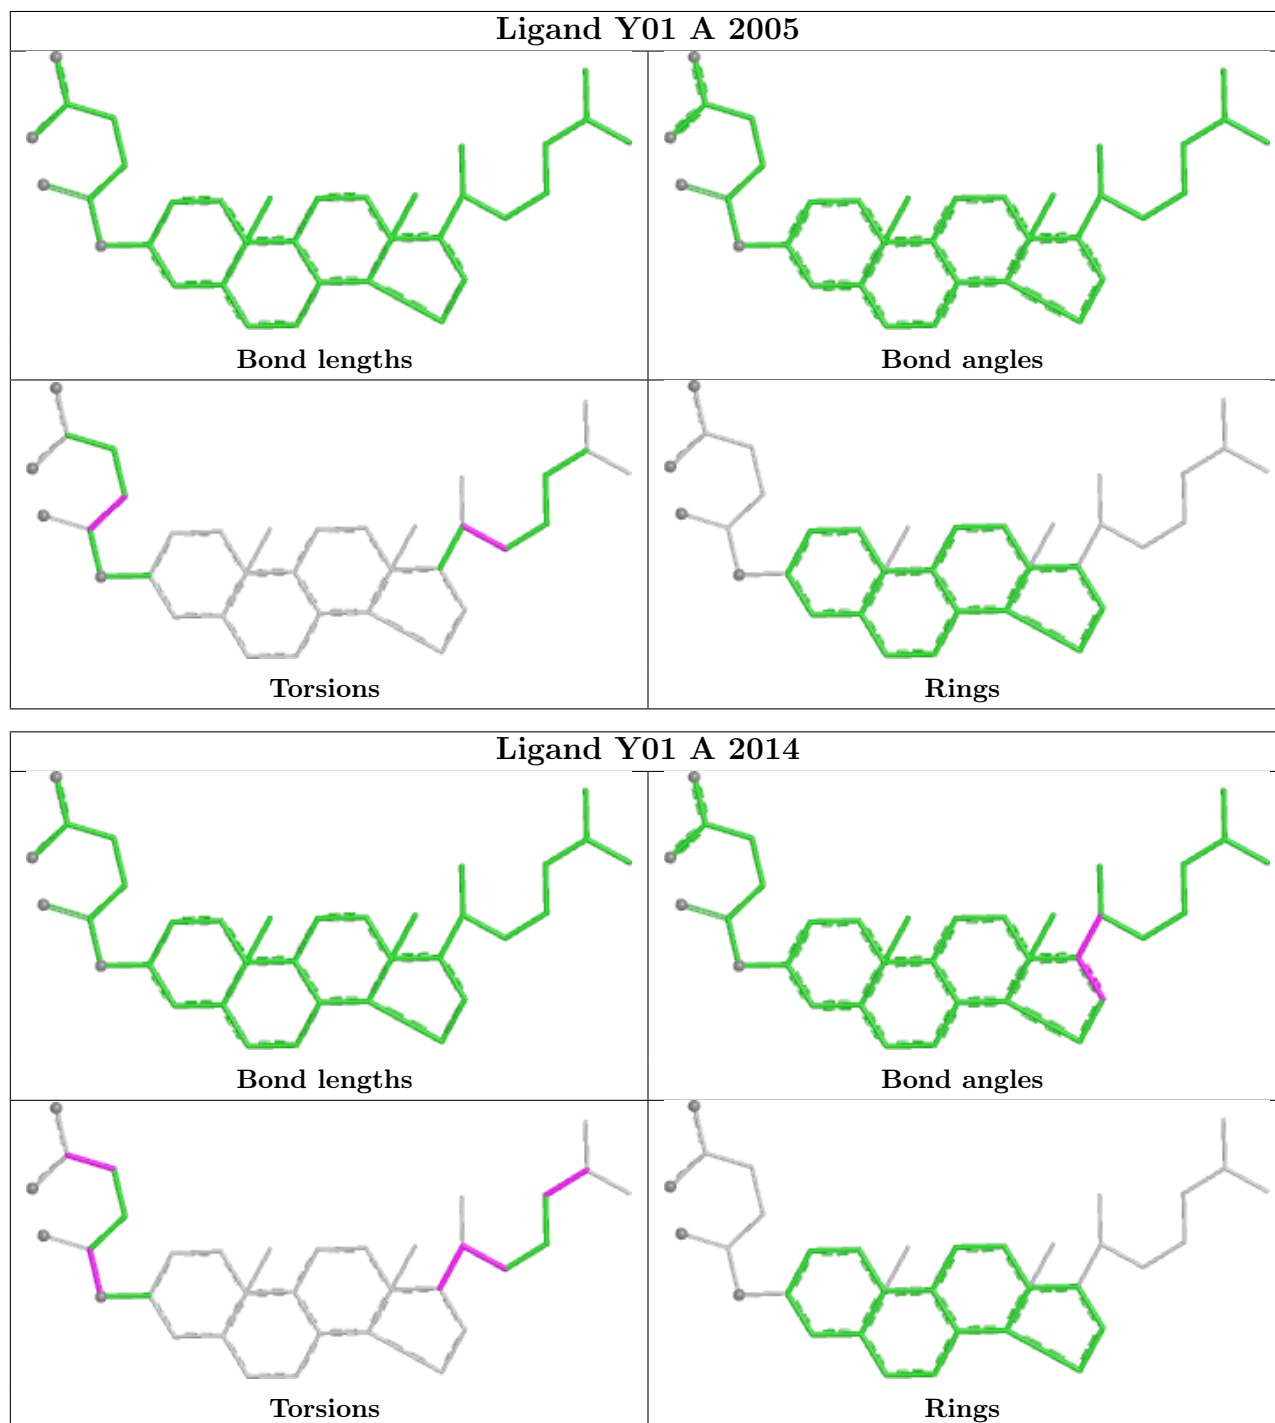 Ligand Y01 A 2005
Bond lengths
Bond angles
Torsions
Rings
Ligand Y01 A 2014
Bond lengths
Bond angles
Torsions
Rings